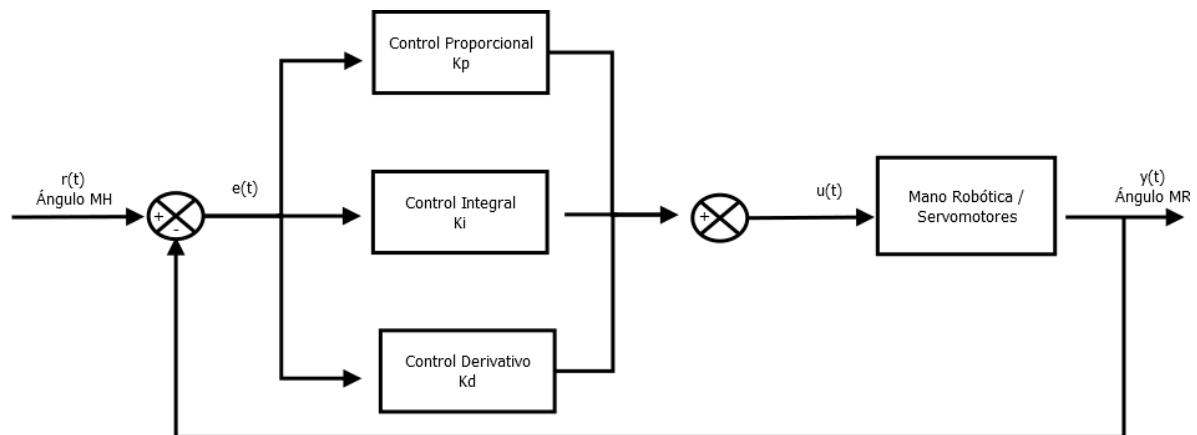 Control Proporcional
Kp
r(t)
Ángulo MH
+
-
e(t)
Control Integral
Ki
+
u(t)
Mano Robótica /
Servomotores
y(t)
Ángulo MR
Control Derivativo
Kd